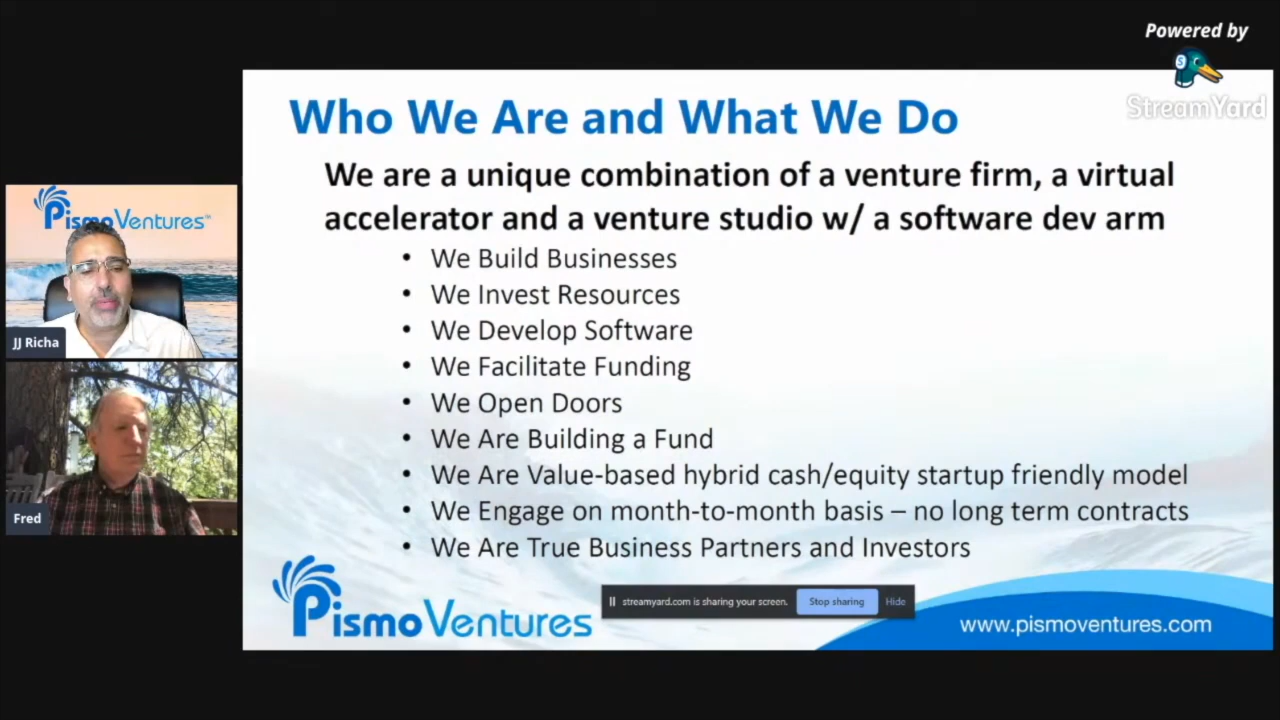 Powered by
StreamYard
Who We Are and What We Do
We are a unique combination of a venture firm, a virtual
accelerator and a venture studio w/ a software dev arm
• We Build Businesses
• We Invest Resources
• We Develop Software
• We Facilitate Funding
• We Open Doors
• We Are Building a Fund
• We Are Value-based hybrid cash/equity startup friendly model
• We Engage on month-to-month basis – no long term contracts
• We Are True Business Partners and Investors
PismoVentures™
JJ Richa
Fred
PismoVentures
streamyard.com is sharing your screen. Stop sharing Hide
www.pismoventures.com